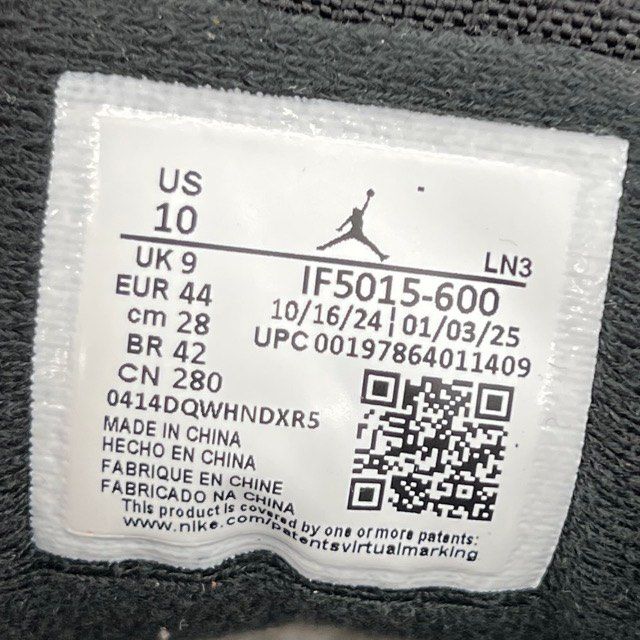 US
10
LN3
UK 9
IF5015-600
EUR 44
10/16/24 | 01/03/25
cm 28
UPC 00197864011409
BR 42
CN 280
0414DQWHNDXR5
MADE IN CHINA
HECHO EN CHINA
FABRIQUE EN CHINE
FABRICADO NA CHINA
This product is covered by one or more patents:
www.nike.com/patentsvirtualmarking